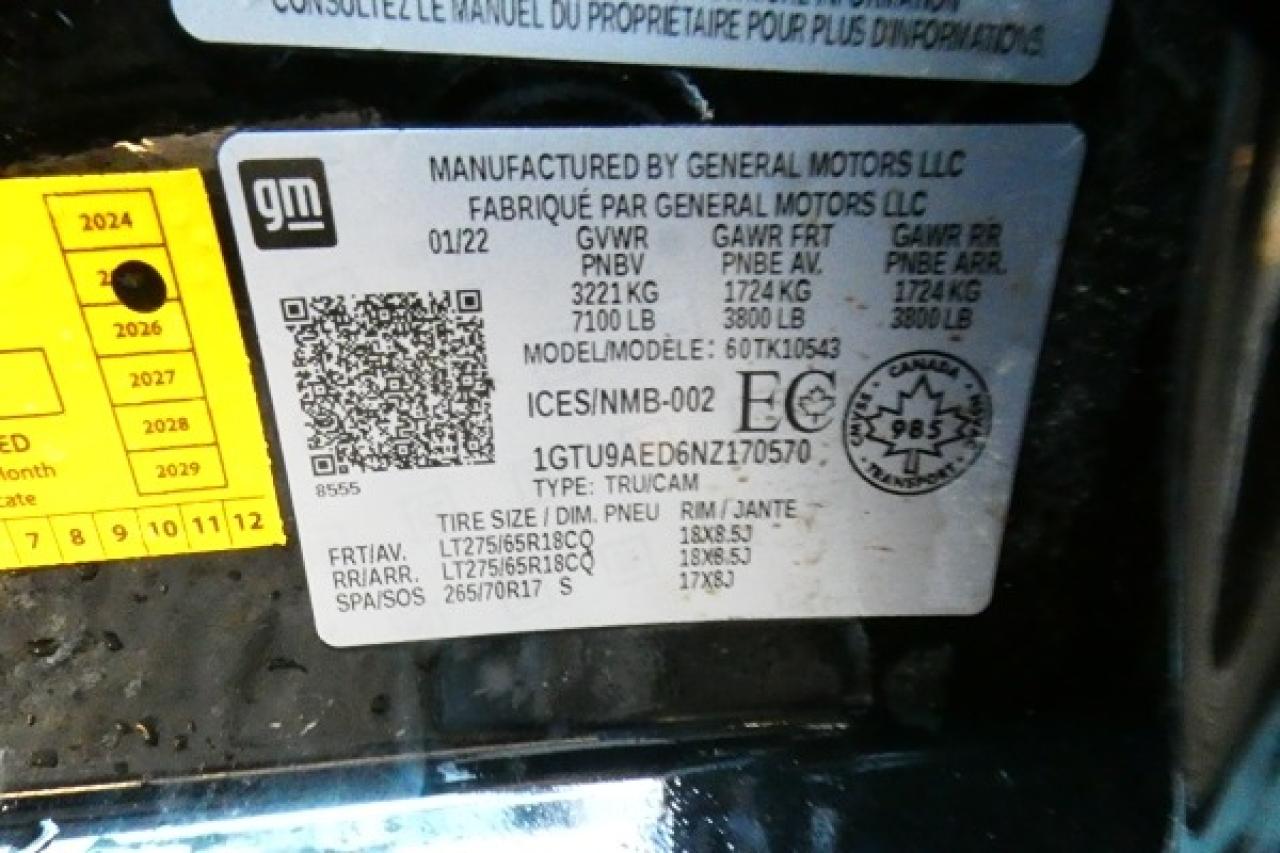 CONSULTEZ LE MANUEL DU PROPRIETAIRE POUR PLUS D'INFORMATIONS.
gm
MANUFACTURED BY GENERAL MOTORS LLC
FABRIQUÉ PAR GENERAL MOTORS LLC
01/22 GVWR GAWR FRT GAWR RR
PNBV PNBE AV. PNBE ARR.
3221 KG 1724 KG 1724 KG
7100 LB 3800 LB 3800 LB
MODEL/MODÈLE: 60TK10543
ICES/NMB-002 EC
1GTU9AED6NZ170570
TYPE: TRU/CAM
8555
CANADA
CMVSS 985 NSVAC
TRANSPORT
TIRE SIZE / DIM. PNEU RIM / JANTE
FRT/AV. LT275/65R18CQ 18X8.5J
RR/ARR. LT275/65R18CQ 18X8.5J
SPA/SOS 265/70R17 S 17X8J
2024
2026
2027
2028
2029
ED
Month
cate
7 8 9 10 11 12